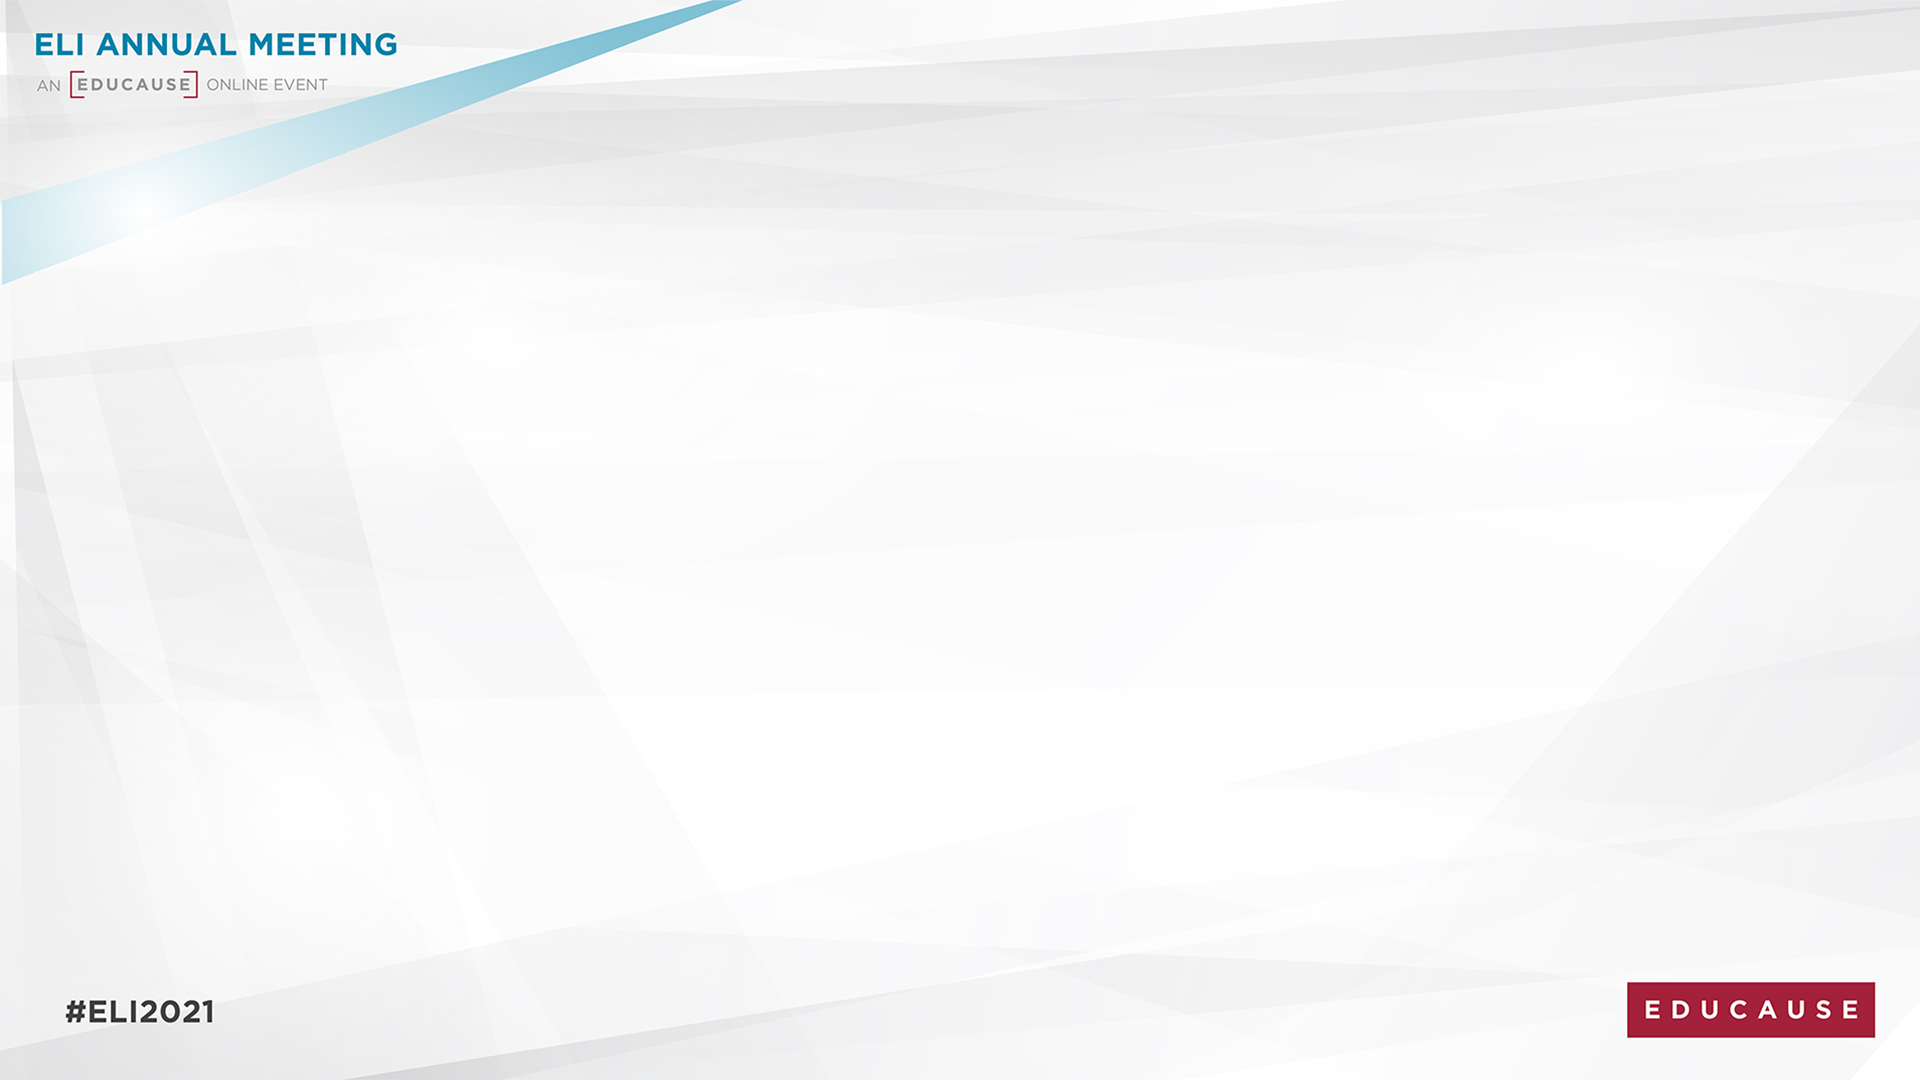 ELI ANNUAL MEETING
AN [EDUCAUSE] ONLINE EVENT
#ELI2021
EDUCAUSE